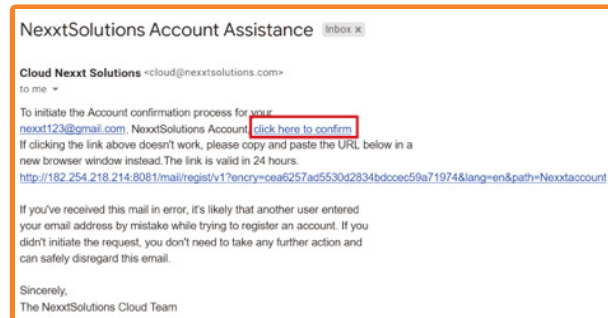 NexxtSolutions Account Assistance Inbox x
Cloud Nexxt Solutions <cloud@nexxtsolutions.com>
to me
To initiate the Account confirmation process for your
nexxt123@gmail.com, NexxtSolutions Account, click here to confirm
If clicking the link above doesn't work, please copy and paste the URL below in a
new browser window instead.The link is valid in 24 hours.
http://182.254.218.214:8081/mail/regist/v1?encry=cea6257ad5530d2834bdccec59a71974&lang=en&path=Nexxtaccount
If you've received this mail in error, it's likely that another user entered
your email address by mistake while trying to register an account. If you
didn't initiate the request, you don't need to take any further action and
can safely disregard this email.
Sincerely,
The NexxtSolutions Cloud Team